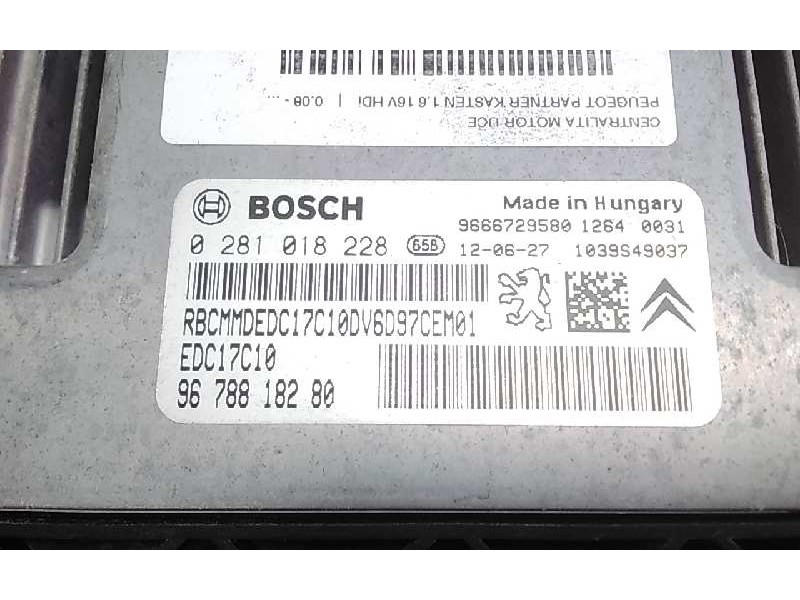 CENTRALITA MOTOR UCE
PEUGEOT PARTNER KASTEN 1.6 16V HDi | 0.08 - ...
BOSCH
Made in Hungary
9666729580 1264 0031
0 281 018 228 65B 12-06-27 1039S49037
RBCMMDEDC17C10DV6D97CEM01
EDC17C10
96 788 182 80